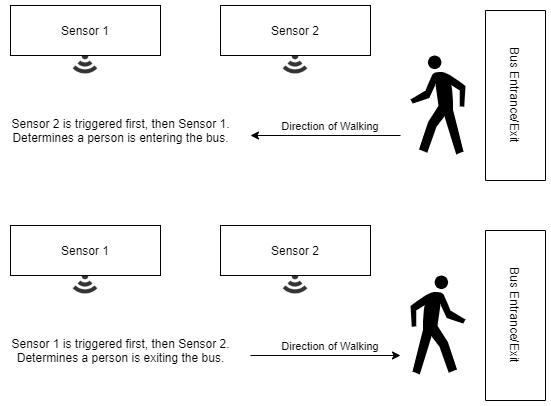 Sensor 1
Sensor 2
Bus Entrance/Exit
Sensor 2 is triggered first, then Sensor 1.
Determines a person is entering the bus.
Direction of Walking
Sensor 1
Sensor 2
Bus Entrance/Exit
Sensor 1 is triggered first, then Sensor 2.
Determines a person is exiting the bus.
Direction of Walking